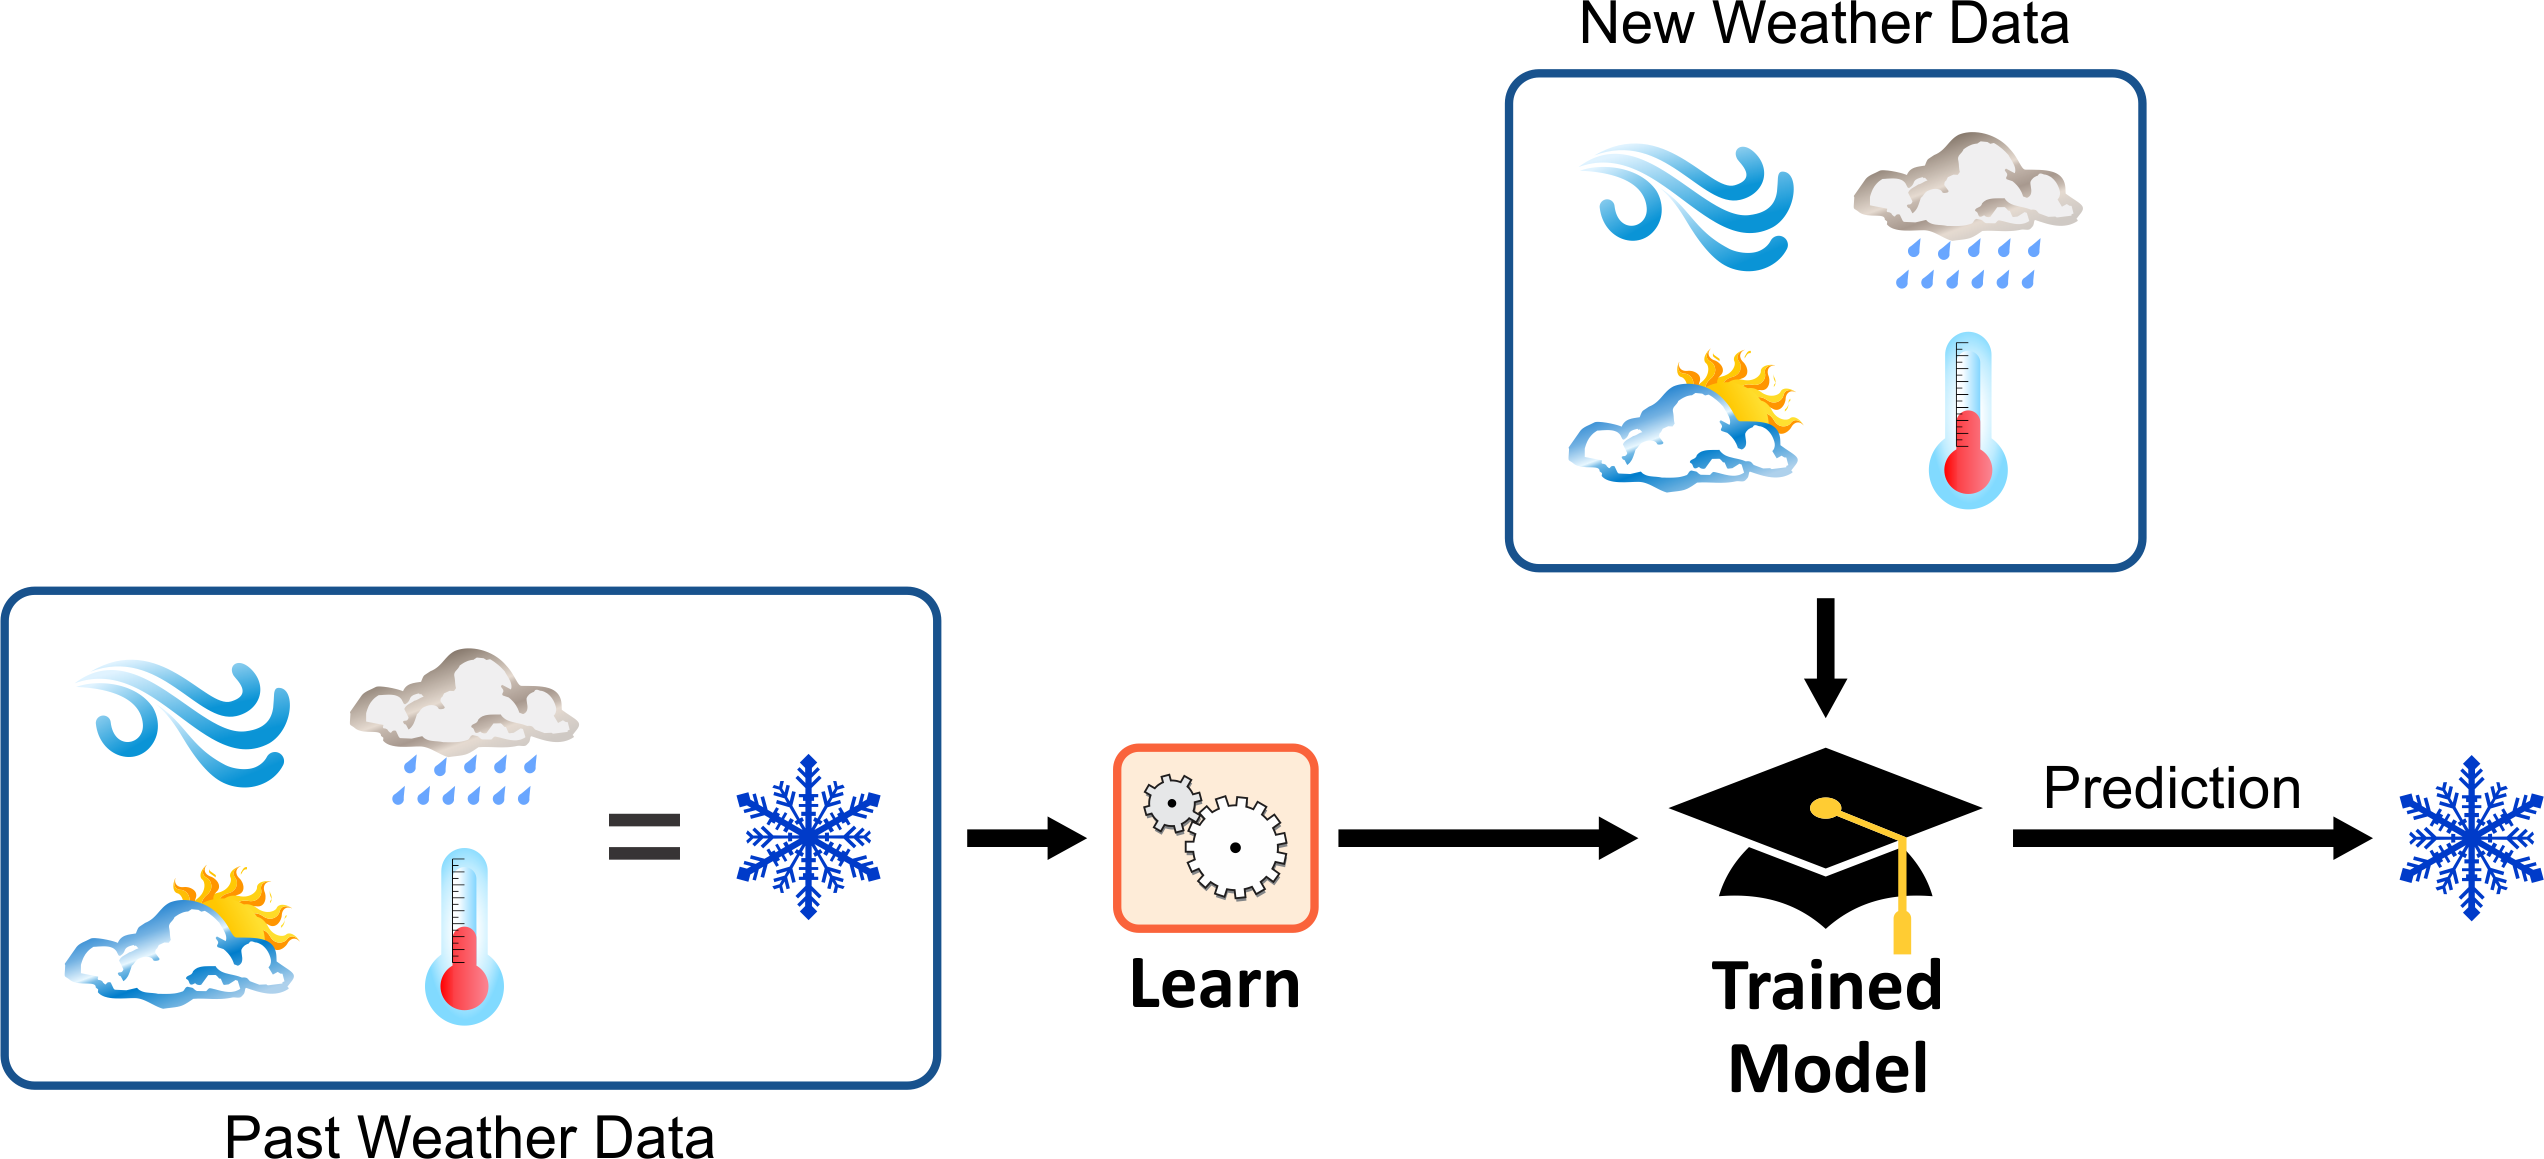 New Weather Data
Prediction
Learn
Trained
Model
Past Weather Data